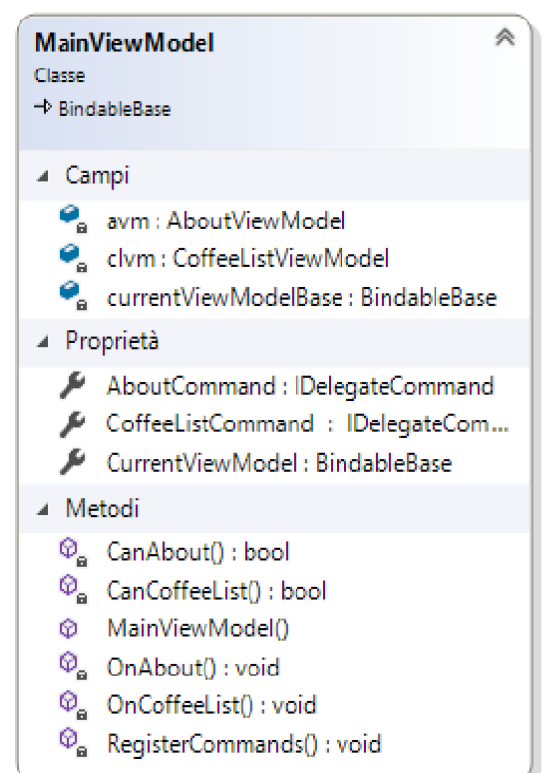 MainViewModel
Classe
BindableBase
Campi
avm : AboutViewModel
clvm : CoffeeListViewModel
currentViewModelBase : BindableBase
Proprietà
AboutCommand : IDelegateCommand
CoffeeListCommand : IDelegateCom...
CurrentViewModel : BindableBase
Metodi
CanAbout() : bool
CanCoffeeList() : bool
MainViewModel()
OnAbout() : void
OnCoffeeList() : void
RegisterCommands() : void